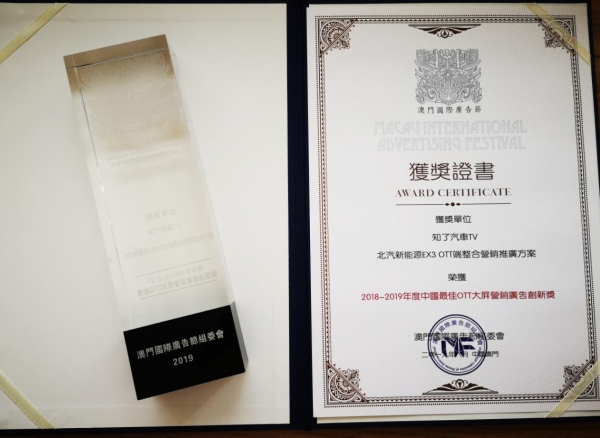 澳門國際廣告節組委會
2019
澳門國際廣告節
MACAU INTERNATIONAL
ADVERTISING FESTIVAL
獲獎證書
AWARD CERTIFICATE
獲獎單位
知了汽車TV
北汽新能源EX3 OTT端整合營銷推廣方案
榮獲
2018-2019年度中國最佳OTT大屏營銷廣告創新獎
澳門國際廣告節組委會
中國澳門